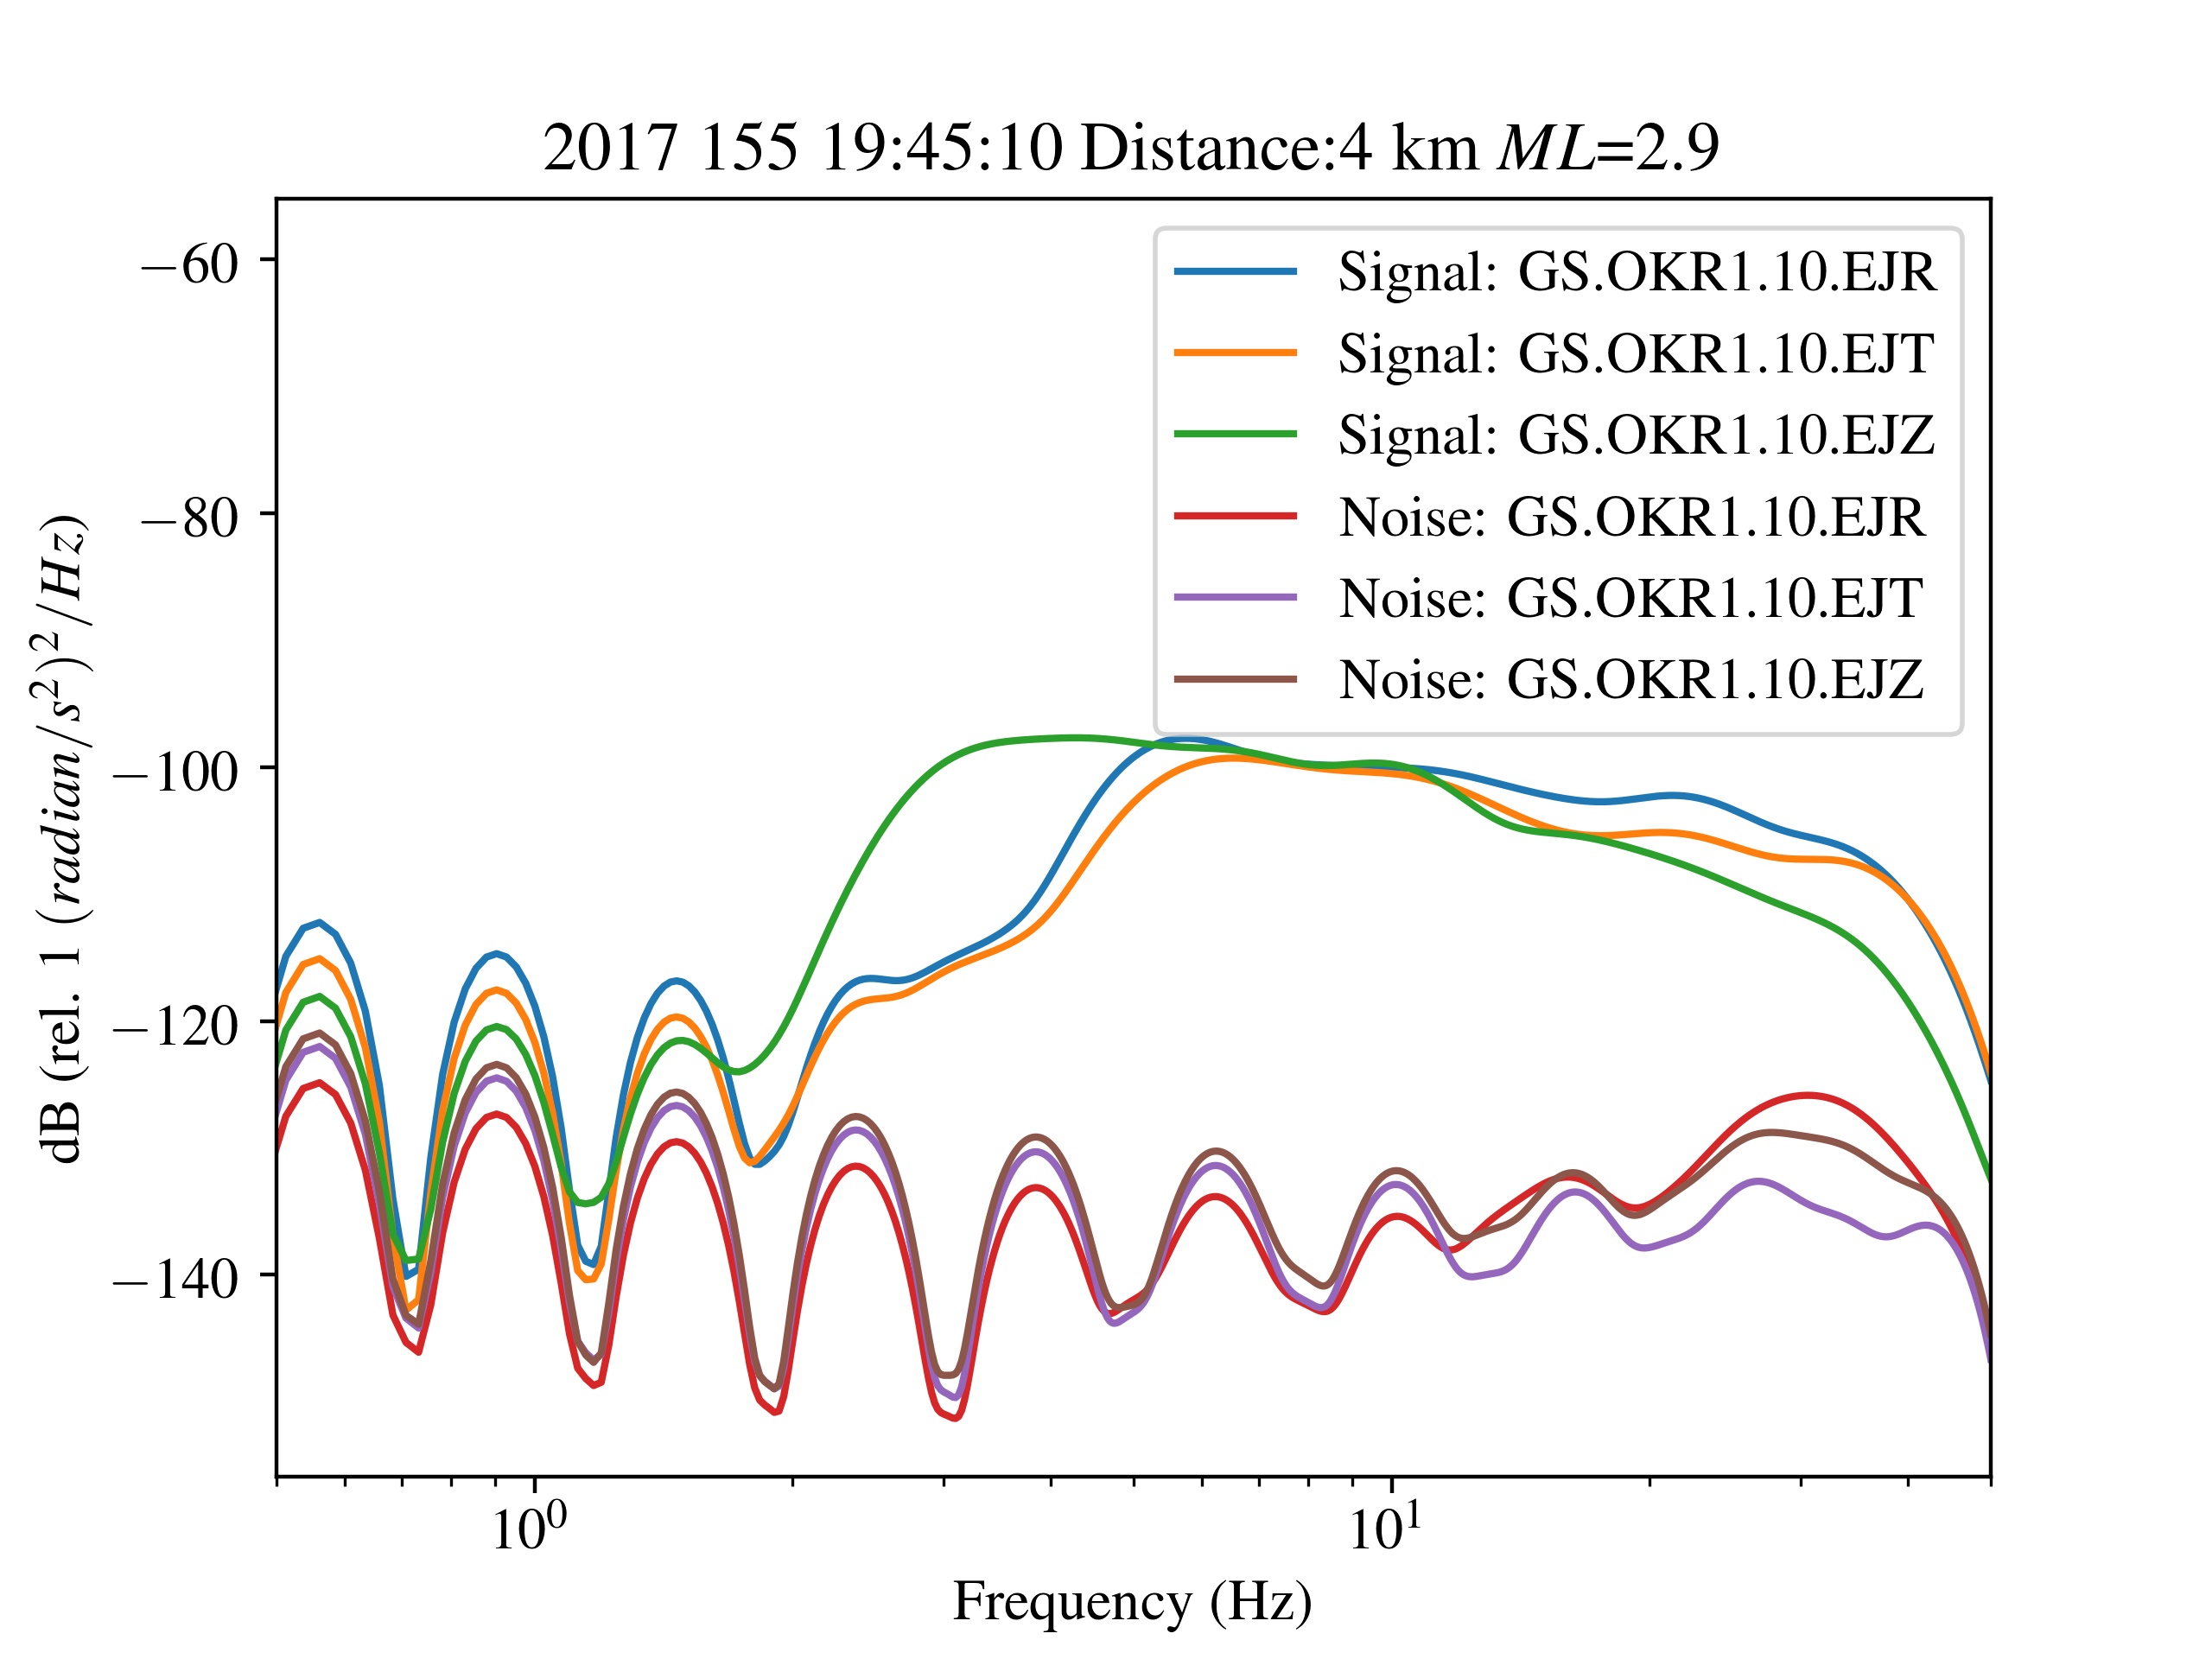 2017 155 19:45:10 Distance:4 km ML=2.9
Signal: GS.OKR1.10.EJR
Signal: GS.OKR1.10.EJT
Signal: GS.OKR1.10.EJZ
Noise: GS.OKR1.10.EJR
Noise: GS.OKR1.10.EJT
Noise: GS.OKR1.10.EJZ
−60
−80
−100
−120
−140
dB (rel. 1 (radian/s²)²/Hz)
10⁰ 10¹
Frequency (Hz)